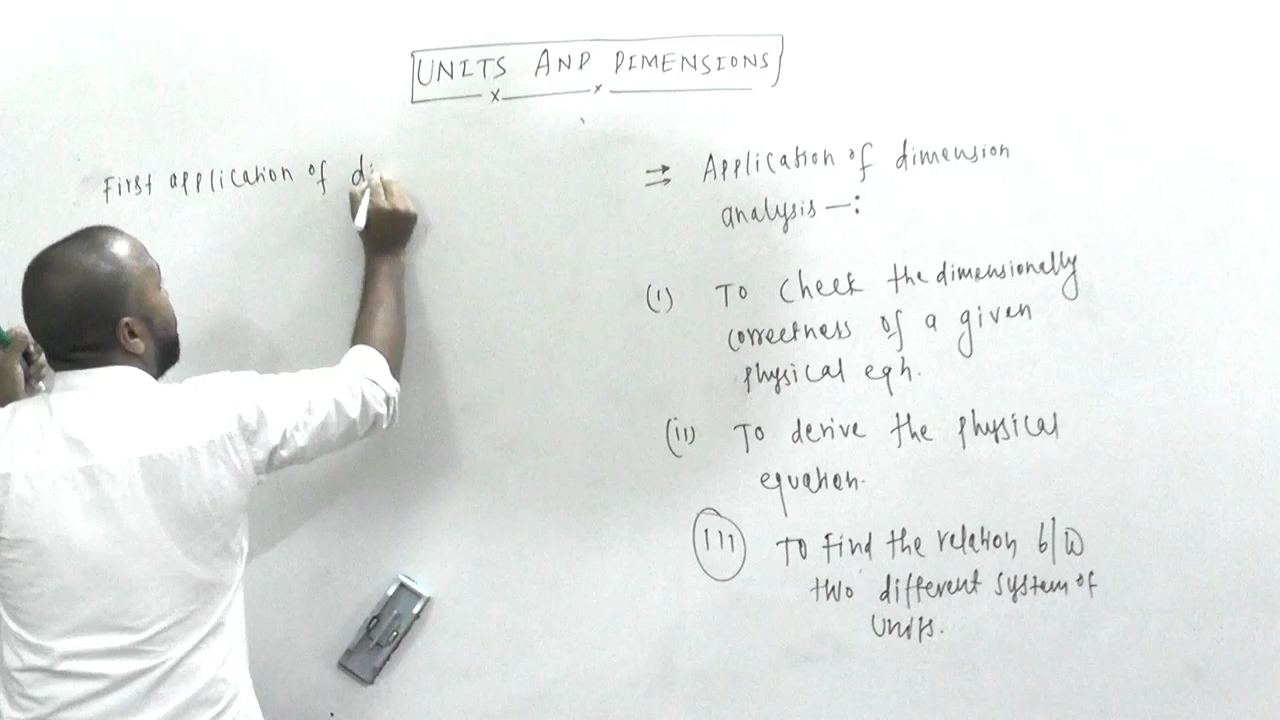 UNITS AND DIMENSIONS
First application of di
⇒ Application of dimension
analysis —:
(i) To check the dimensionally
correctness of a given
physical eqn.
(ii) To derive the physical
equation.
(iii) To find the relation b/w
two different system of
units.